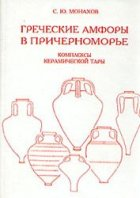 С. Ю. МОНАХОВ
ГРЕЧЕСКИЕ АМФОРЫ
В ПРИЧЕРНОМОРЬЕ
КОМПЛЕКСЫ
КЕРАМИЧЕСКОЙ ТАРЫ